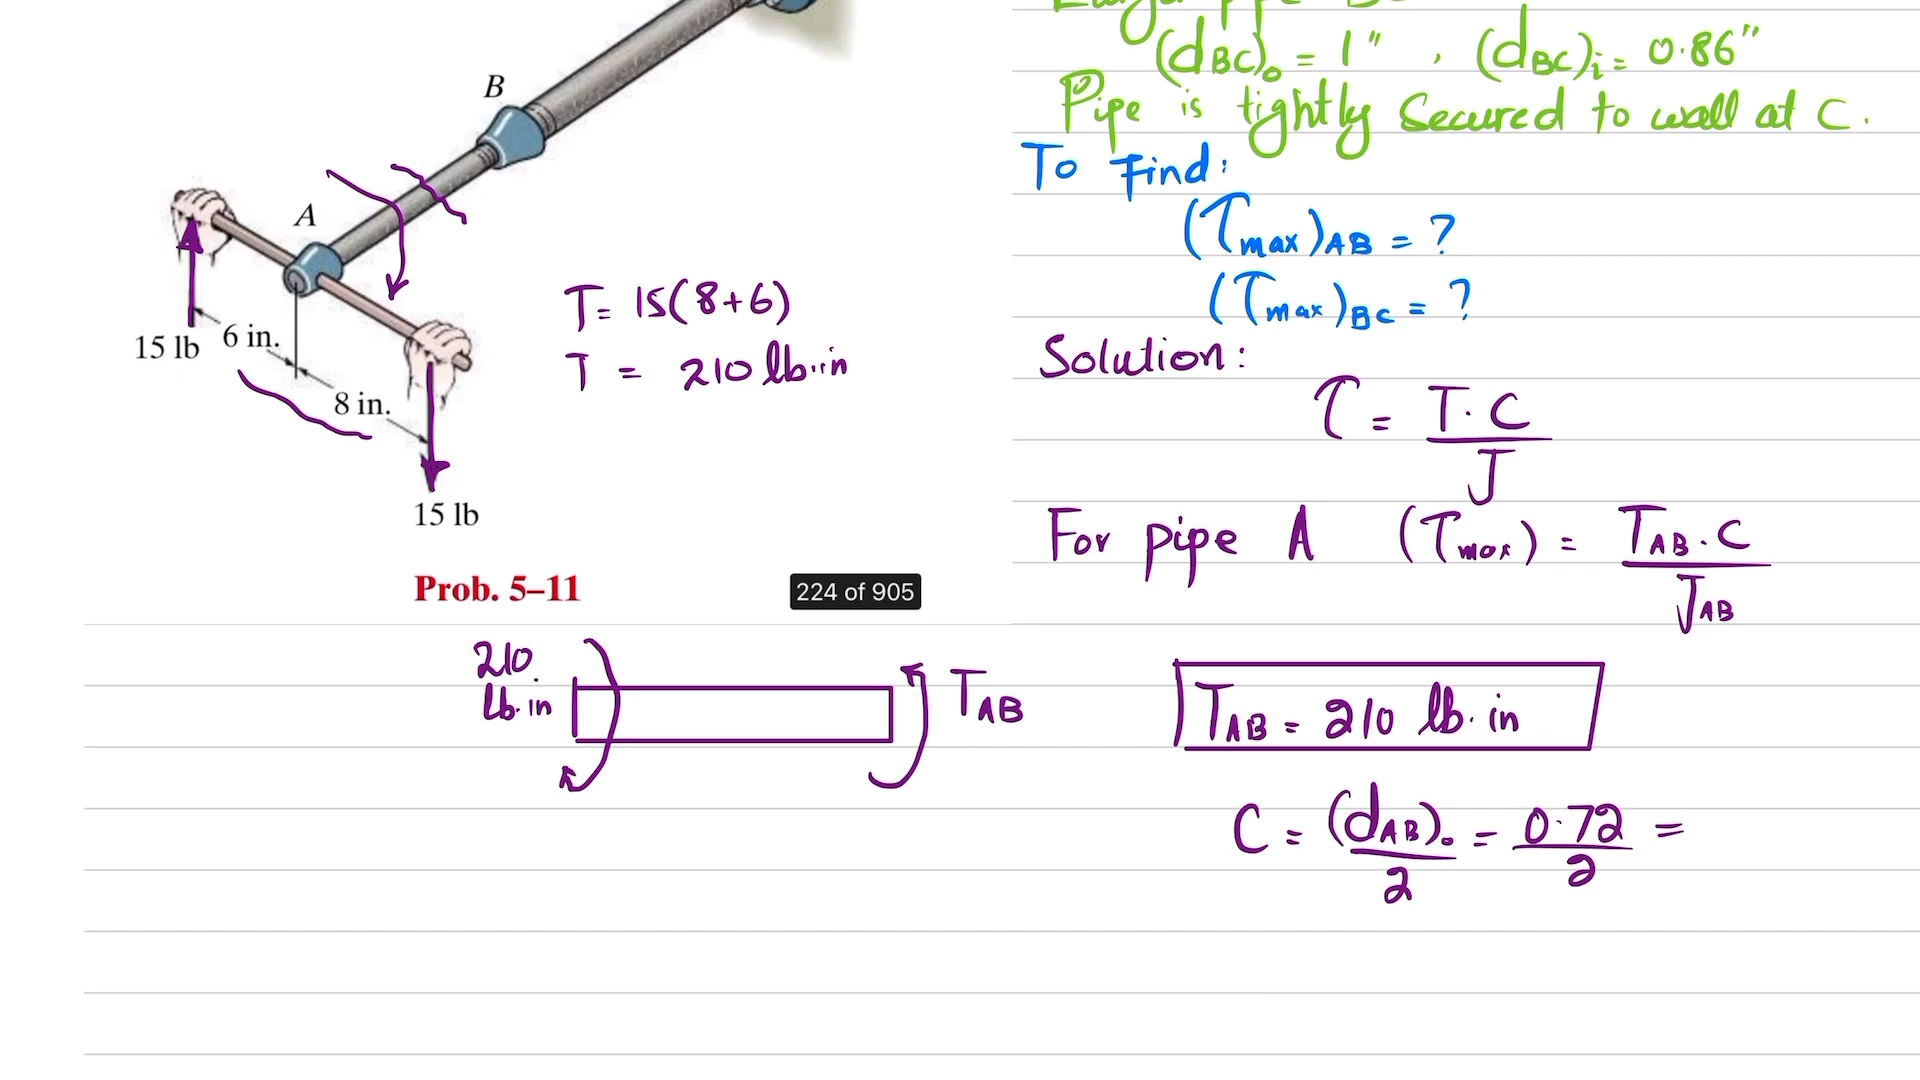 B
A
15 lb
6 in.
8 in.
15 lb
T = 15(8+6)
T = 210 lb.in
Prob. 5–11
224 of 905
210
lb.in
TAB
(dBC)o = 1" , (dBC)i = 0.86"
Pipe is tightly Secured to wall at C.
To Find:
(τmax)AB = ?
(τmax)BC = ?
Solution:
τ = T.C
J
For pipe A (τmax) = TAB.C
JAB
TAB = 210 lb.in
C = (dAB)o = 0.72 =
2 2